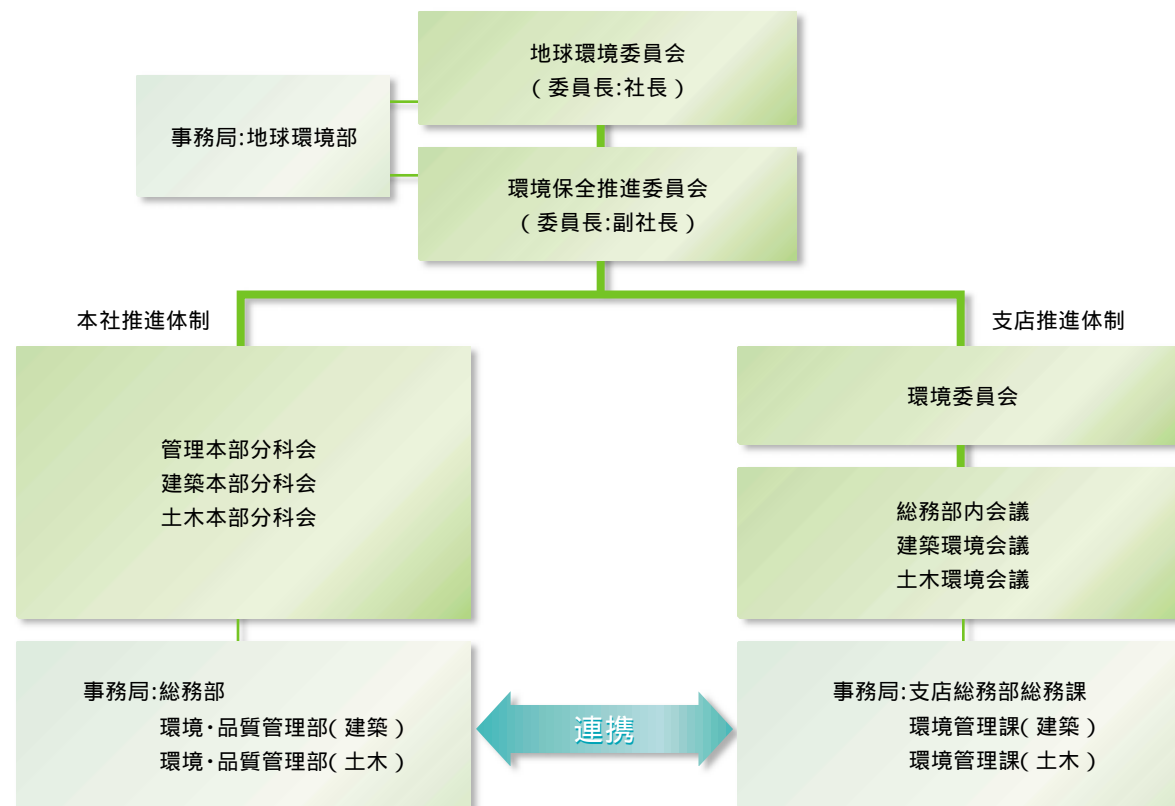 地球環境委員会
（委員長:社長）
事務局:地球環境部
環境保全推進委員会
（委員長:副社長）
本社推進体制
支店推進体制
管理本部分科会
建築本部分科会
土木本部分科会
環境委員会
総務部内会議
建築環境会議
土木環境会議
事務局:総務部
環境・品質管理部（建築）
環境・品質管理部（土木）
連携
事務局:支店総務部総務課
環境管理課（建築）
環境管理課（土木）